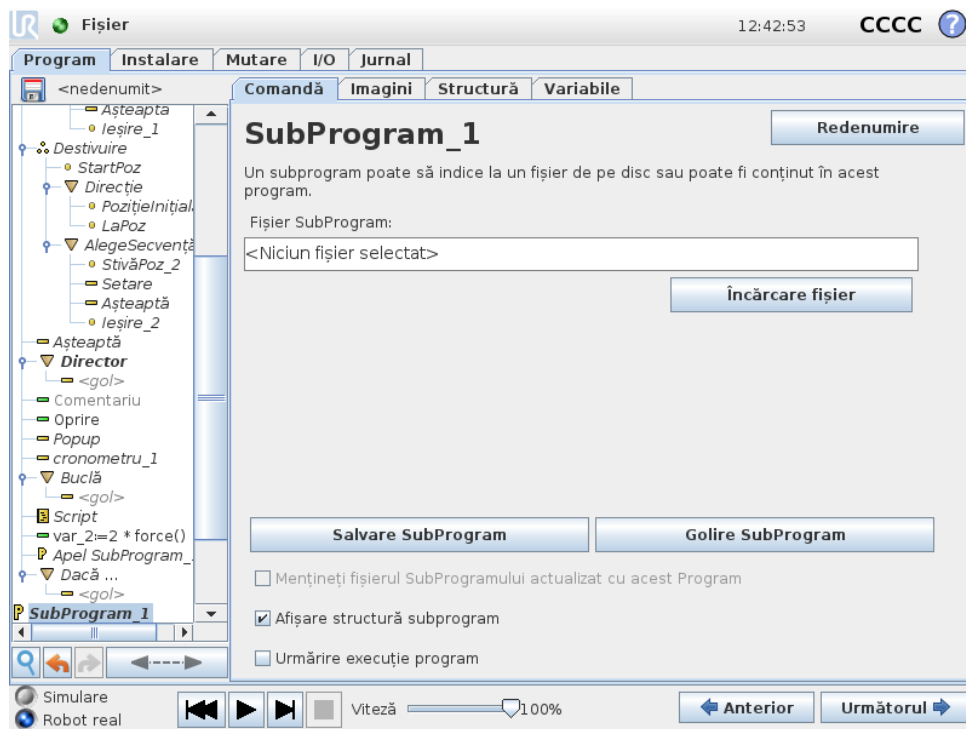 Fișier 12:42:53 CCCC ?
Program Instalare Mutare I/O Jurnal
<nedenumit>
Comandă Imagini Structură Variabile
Așteaptă
Ieșire_1
Destivuire
StartPoz
Direcție
PozițieInițial
LaPoz
AlegeSecvență
StivăPoz_2
Setare
Așteaptă
Ieșire_2
Așteaptă
Director
<gol>
Comentariu
Oprire
Popup
cronometru_1
Buclă
<gol>
Script
var_2:=2 * force()
Apel SubProgram_
Dacă ...
<gol>
SubProgram_1
SubProgram_1
Redenumire
Un subprogram poate să indice la un fișier de pe disc sau poate fi conținut în acest
program.
Fișier SubProgram:
<Niciun fișier selectat>
Încărcare fișier
Salvare SubProgram Golire SubProgram
Mențineți fișierul SubProgramului actualizat cu acest Program
Afișare structură subprogram
Urmărire execuție program
Simulare
Robot real
Viteză 100%
Anterior Următorul